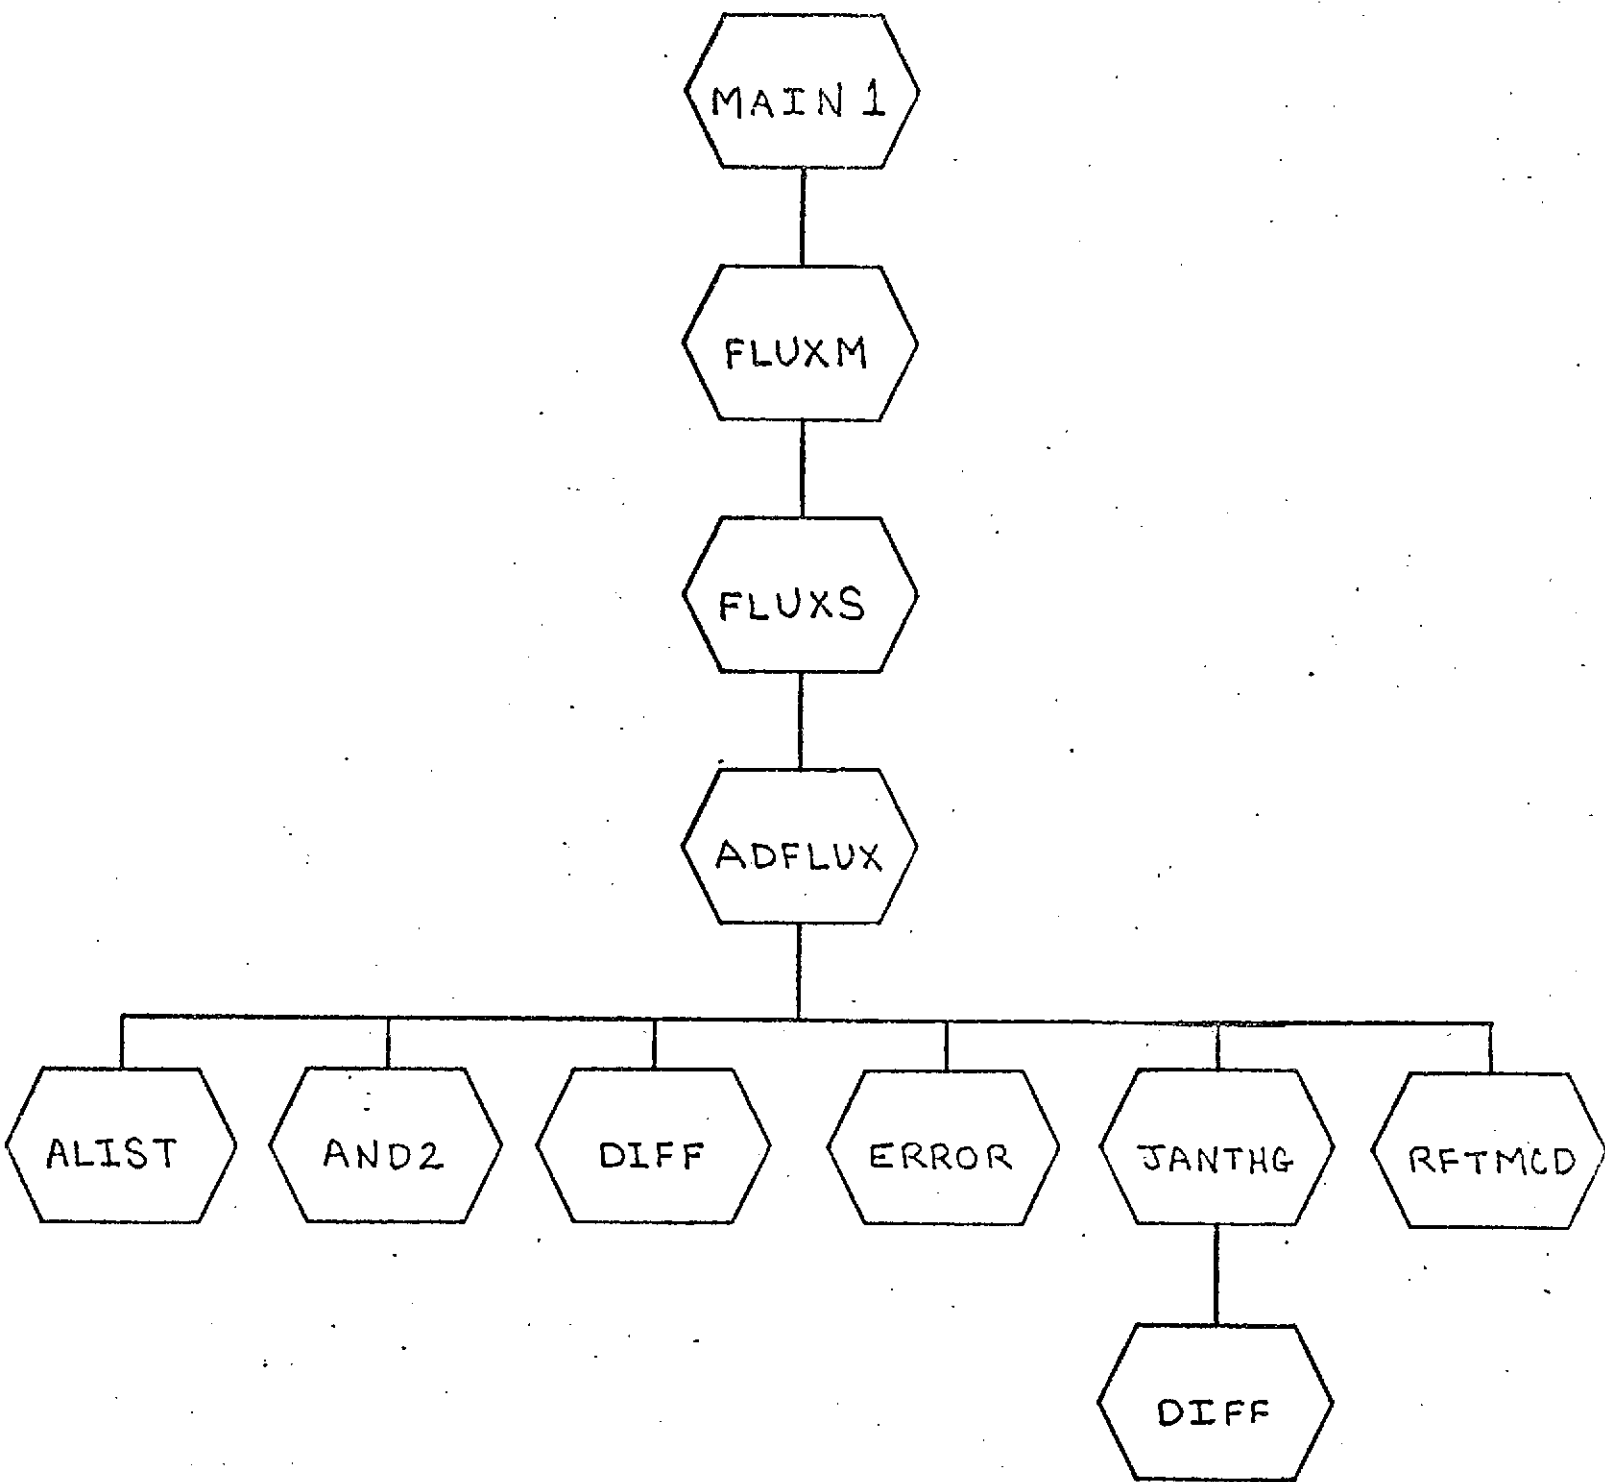 MAIN 1
FLUXM
FLUXS
ADFLUX
ALIST AND2 DIFF ERROR JANTHG RFTMCD
DIFF